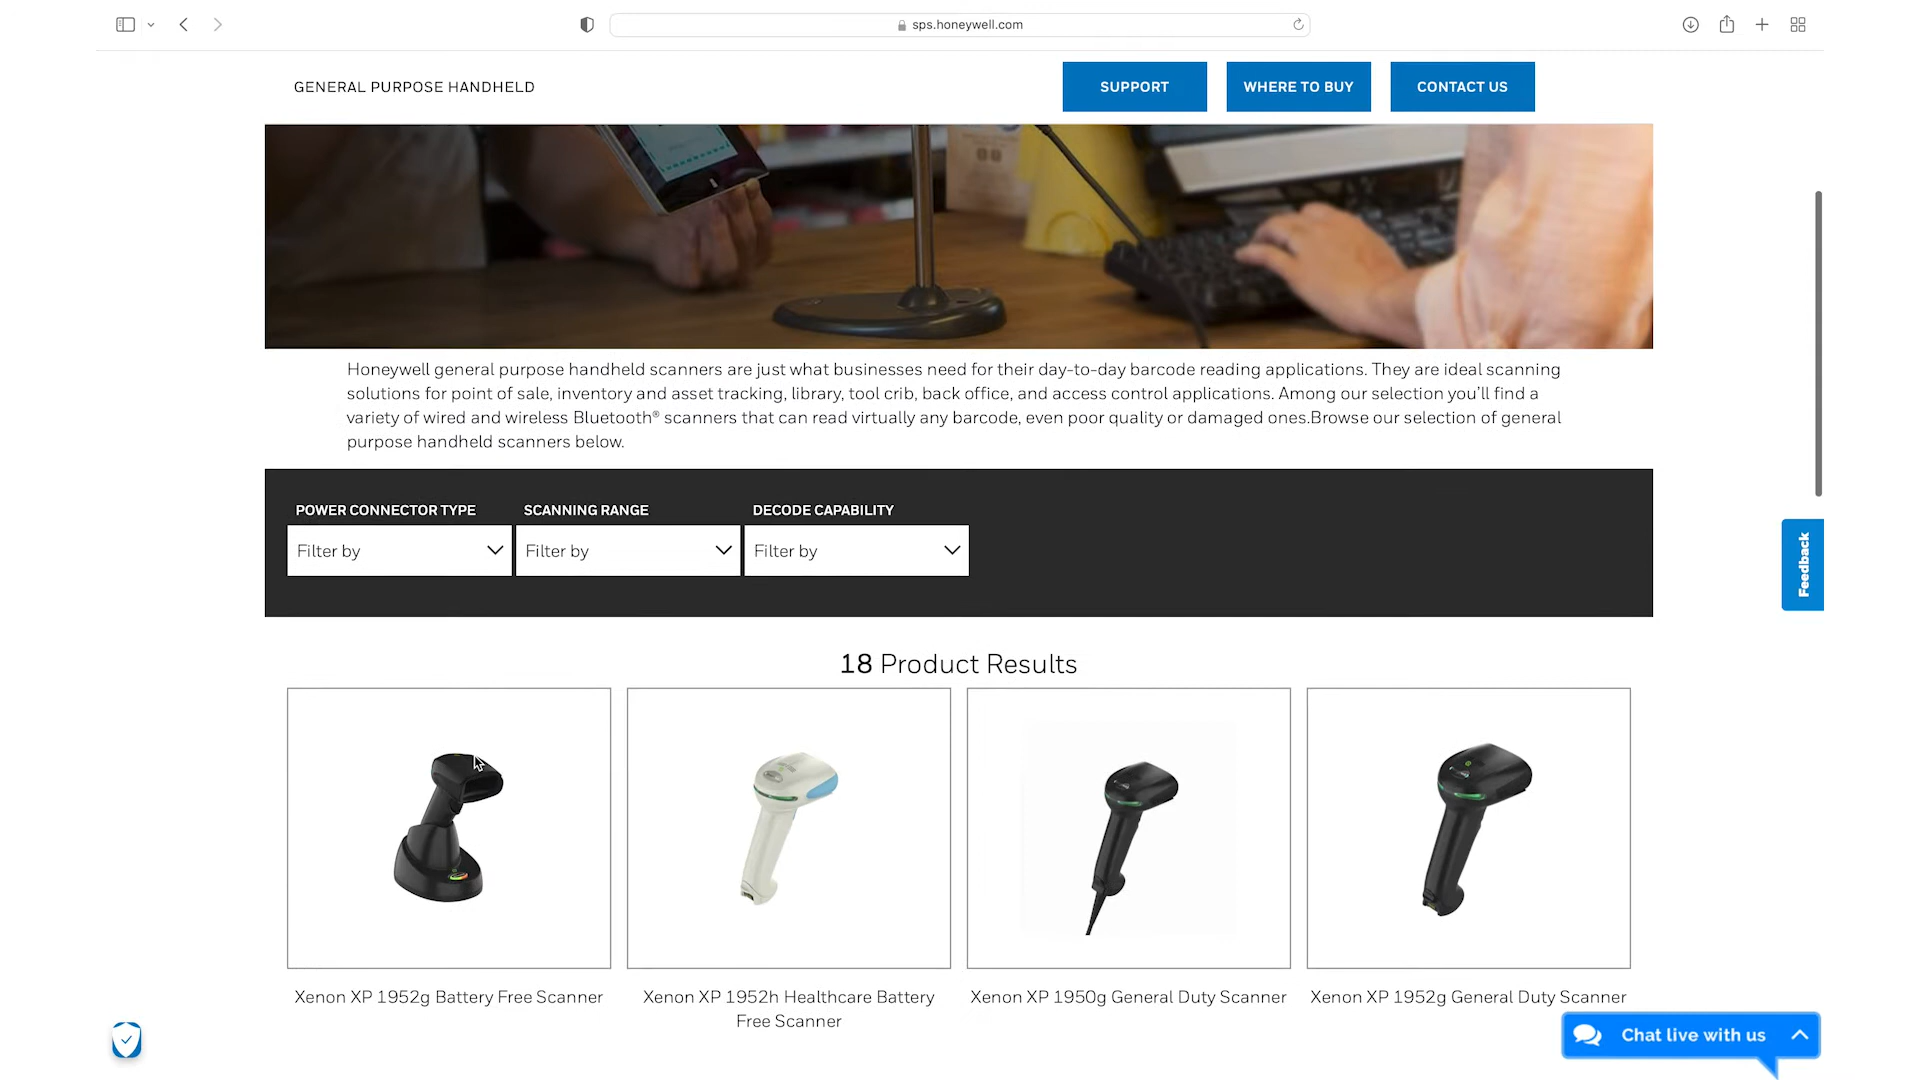 sps.honeywell.com
GENERAL PURPOSE HANDHELD
SUPPORT
WHERE TO BUY
CONTACT US
Honeywell general purpose handheld scanners are just what businesses need for their day-to-day barcode reading applications. They are ideal scanning
solutions for point of sale, inventory and asset tracking, library, tool crib, back office, and access control applications. Among our selection you'll find a
variety of wired and wireless Bluetooth® scanners that can read virtually any barcode, even poor quality or damaged ones.Browse our selection of general
purpose handheld scanners below.
POWER CONNECTOR TYPE
SCANNING RANGE
DECODE CAPABILITY
Filter by
Filter by
Filter by
Feedback
18 Product Results
Xenon XP 1952g Battery Free Scanner
Xenon XP 1952h Healthcare Battery
Free Scanner
Xenon XP 1950g General Duty Scanner
Xenon XP 1952g General Duty Scanner
Chat live with us